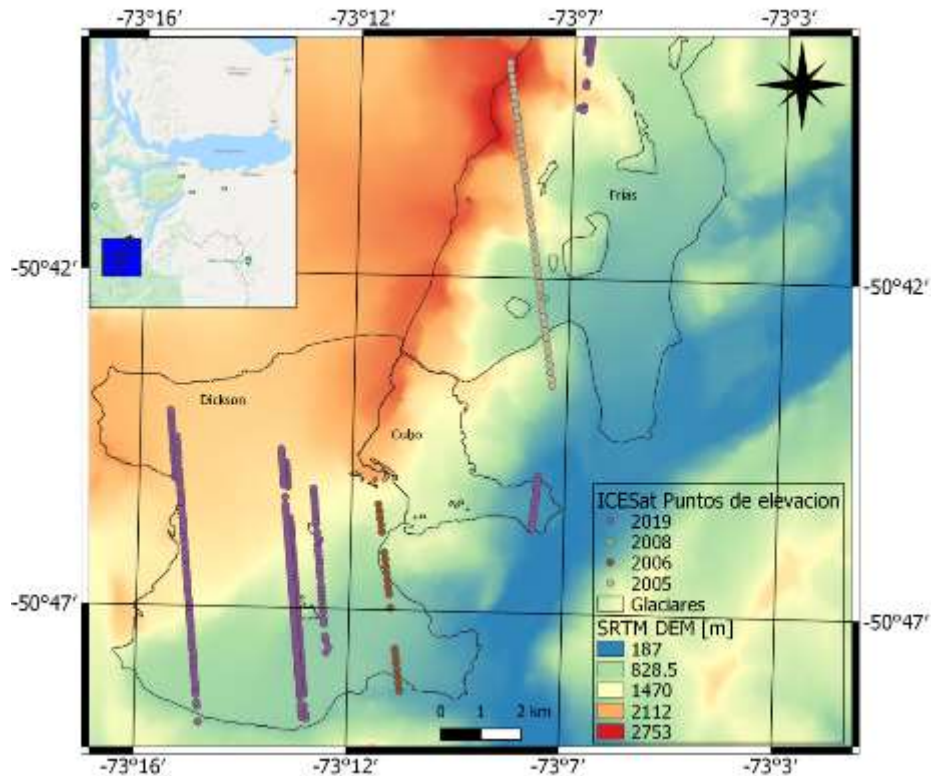 -73°16′ -73°12′ -73°7′ -73°3′
Frias
-50°42′ -50°42′
Dickson
Cubo
ICESat Puntos de elevacion
2019
2008
2006
2005
Glaciares
SRTM DEM [m]
187
828.5
1470
2112
2753
-50°47′ -50°47′
0 1 2 km
-73°16′ -73°12′ -73°7′ -73°3′